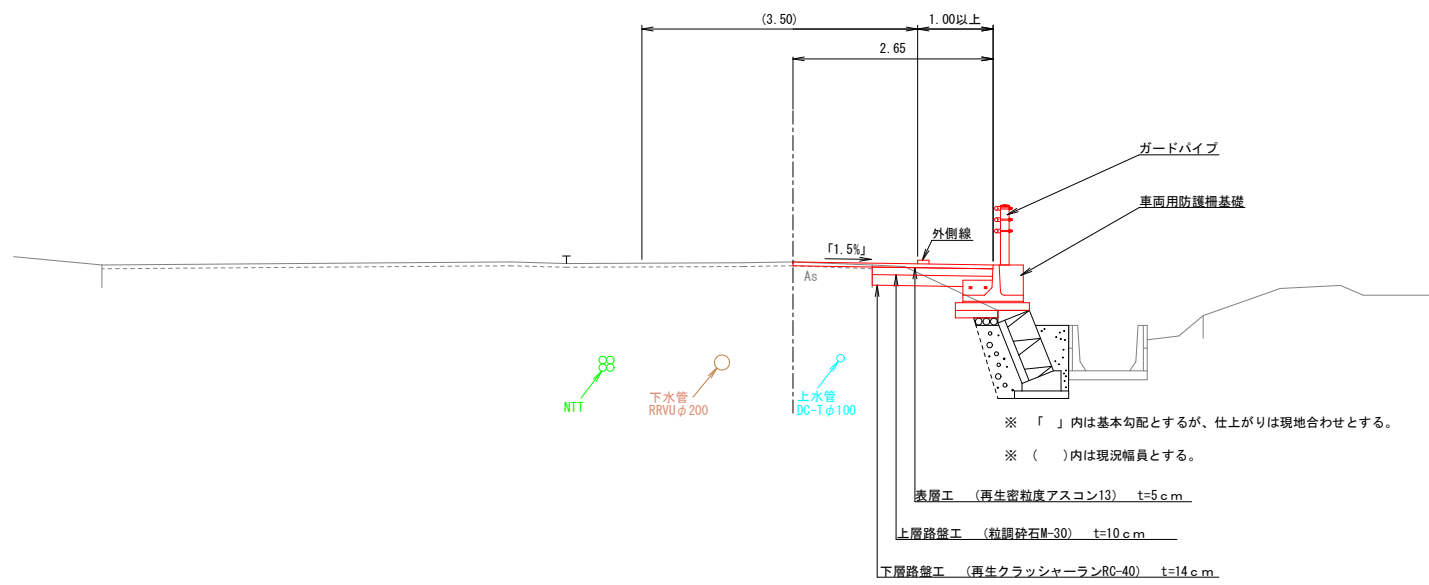 (3.50)
1.00以上
2.65
ガードパイプ
車両用防護柵基礎
外側線
「1.5%」
As
NTT
下水管
RRVUφ200
上水管
DC-Tφ100
※　「　」内は基本勾配とするが、仕上がりは現地合わせとする。
※　(　　)内は現況幅員とする。
表層工　(再生密粒度アスコン13)　t=5ｃｍ
上層路盤工　(粒調砕石M-30)　t=10ｃｍ
下層路盤工　(再生クラッシャーランRC-40)　t=14ｃｍ